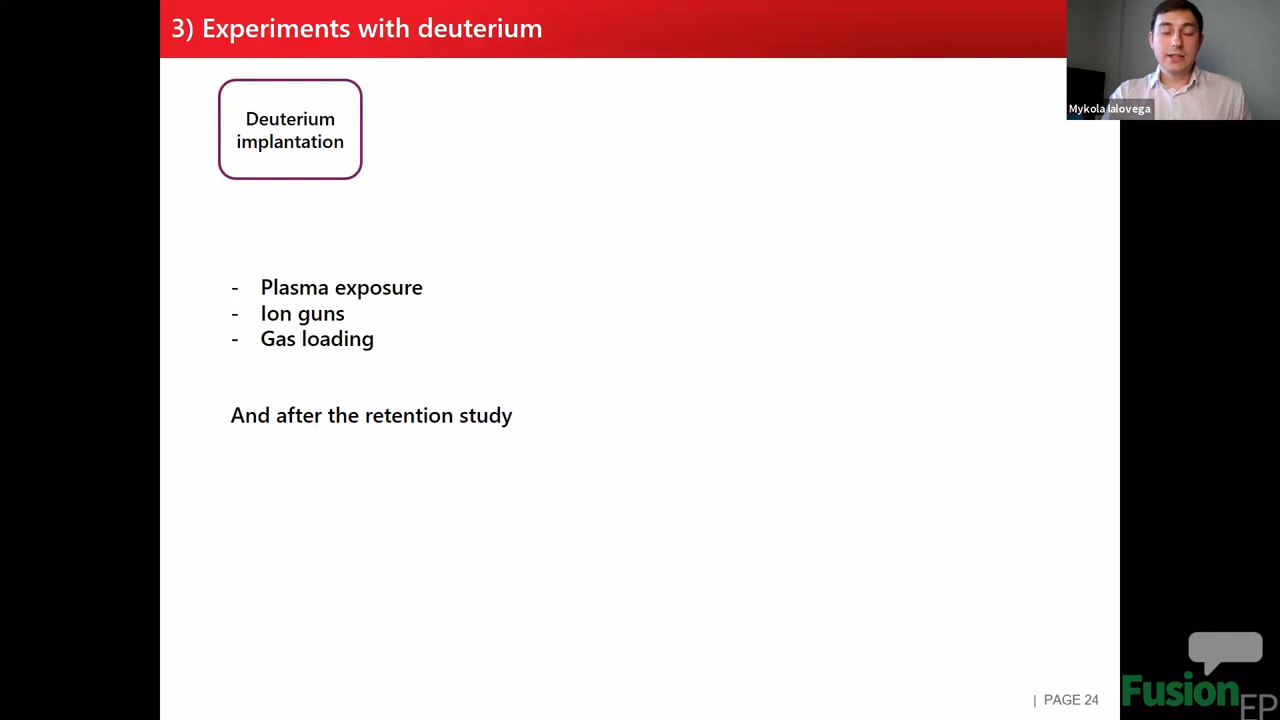 3) Experiments with deuterium
Mykola Ialovega
Deuterium
implantation
- Plasma exposure
- Ion guns
- Gas loading
And after the retention study
| PAGE 24
Fusion
EP